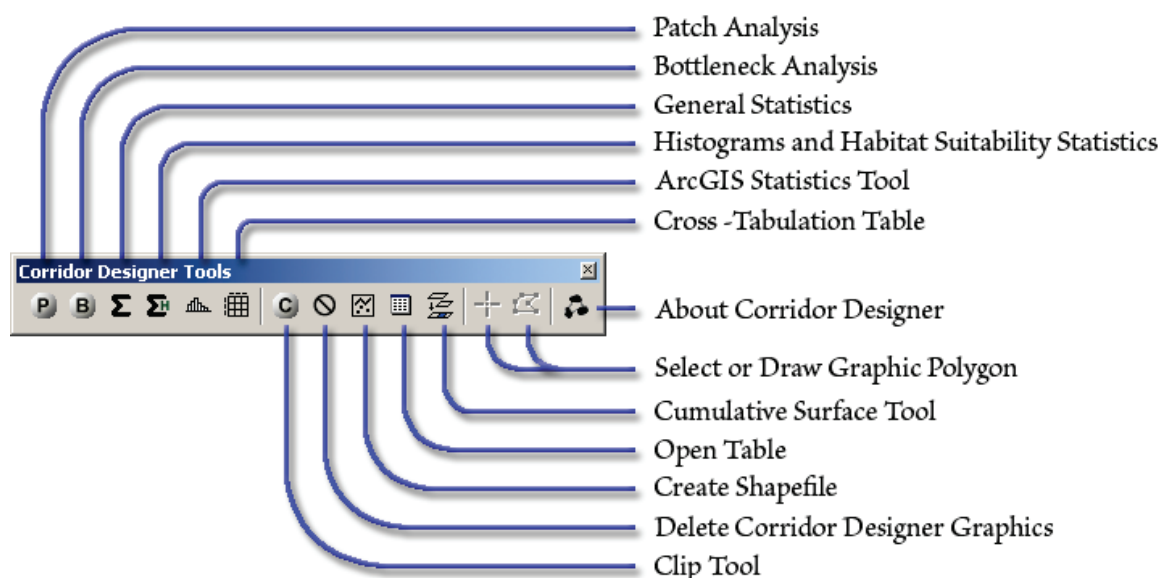 Patch Analysis
Bottleneck Analysis
General Statistics
Histograms and Habitat Suitability Statistics
ArcGIS Statistics Tool
Cross -Tabulation Table
Corridor Designer Tools
P B Σ ΣH C
About Corridor Designer
Select or Draw Graphic Polygon
Cumulative Surface Tool
Open Table
Create Shapefile
Delete Corridor Designer Graphics
Clip Tool